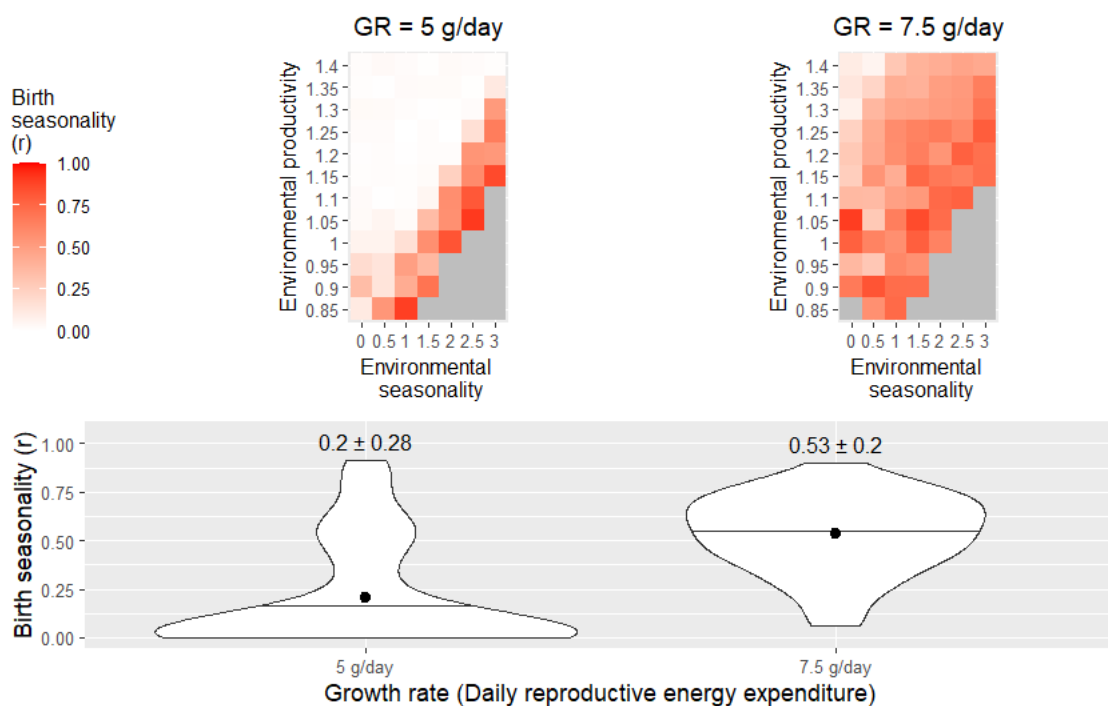 GR = 5 g/day
GR = 7.5 g/day
Birth
seasonality
(r)
1.00
0.75
0.50
0.25
0.00
Environmental productivity
1.4
1.35
1.3
1.25
1.2
1.15
1.1
1.05
1
0.95
0.9
0.85
0 0.5 1 1.5 2 2.5 3
Environmental
seasonality
Environmental productivity
1.4
1.35
1.3
1.25
1.2
1.15
1.1
1.05
1
0.95
0.9
0.85
0 0.5 1 1.5 2 2.5 3
Environmental
seasonality
Birth seasonality (r)
1.00
0.75
0.50
0.25
0.00
0.2 ± 0.28
0.53 ± 0.2
5 g/day
7.5 g/day
Growth rate (Daily reproductive energy expenditure)